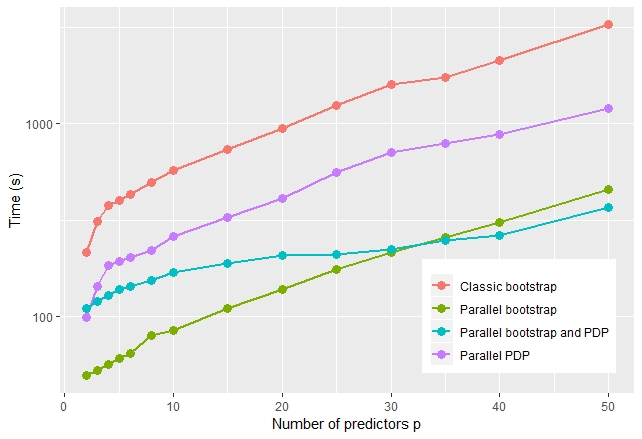 Time (s)
1000
100
0
10
20
30
40
50
Number of predictors p
Classic bootstrap
Parallel bootstrap
Parallel bootstrap and PDP
Parallel PDP